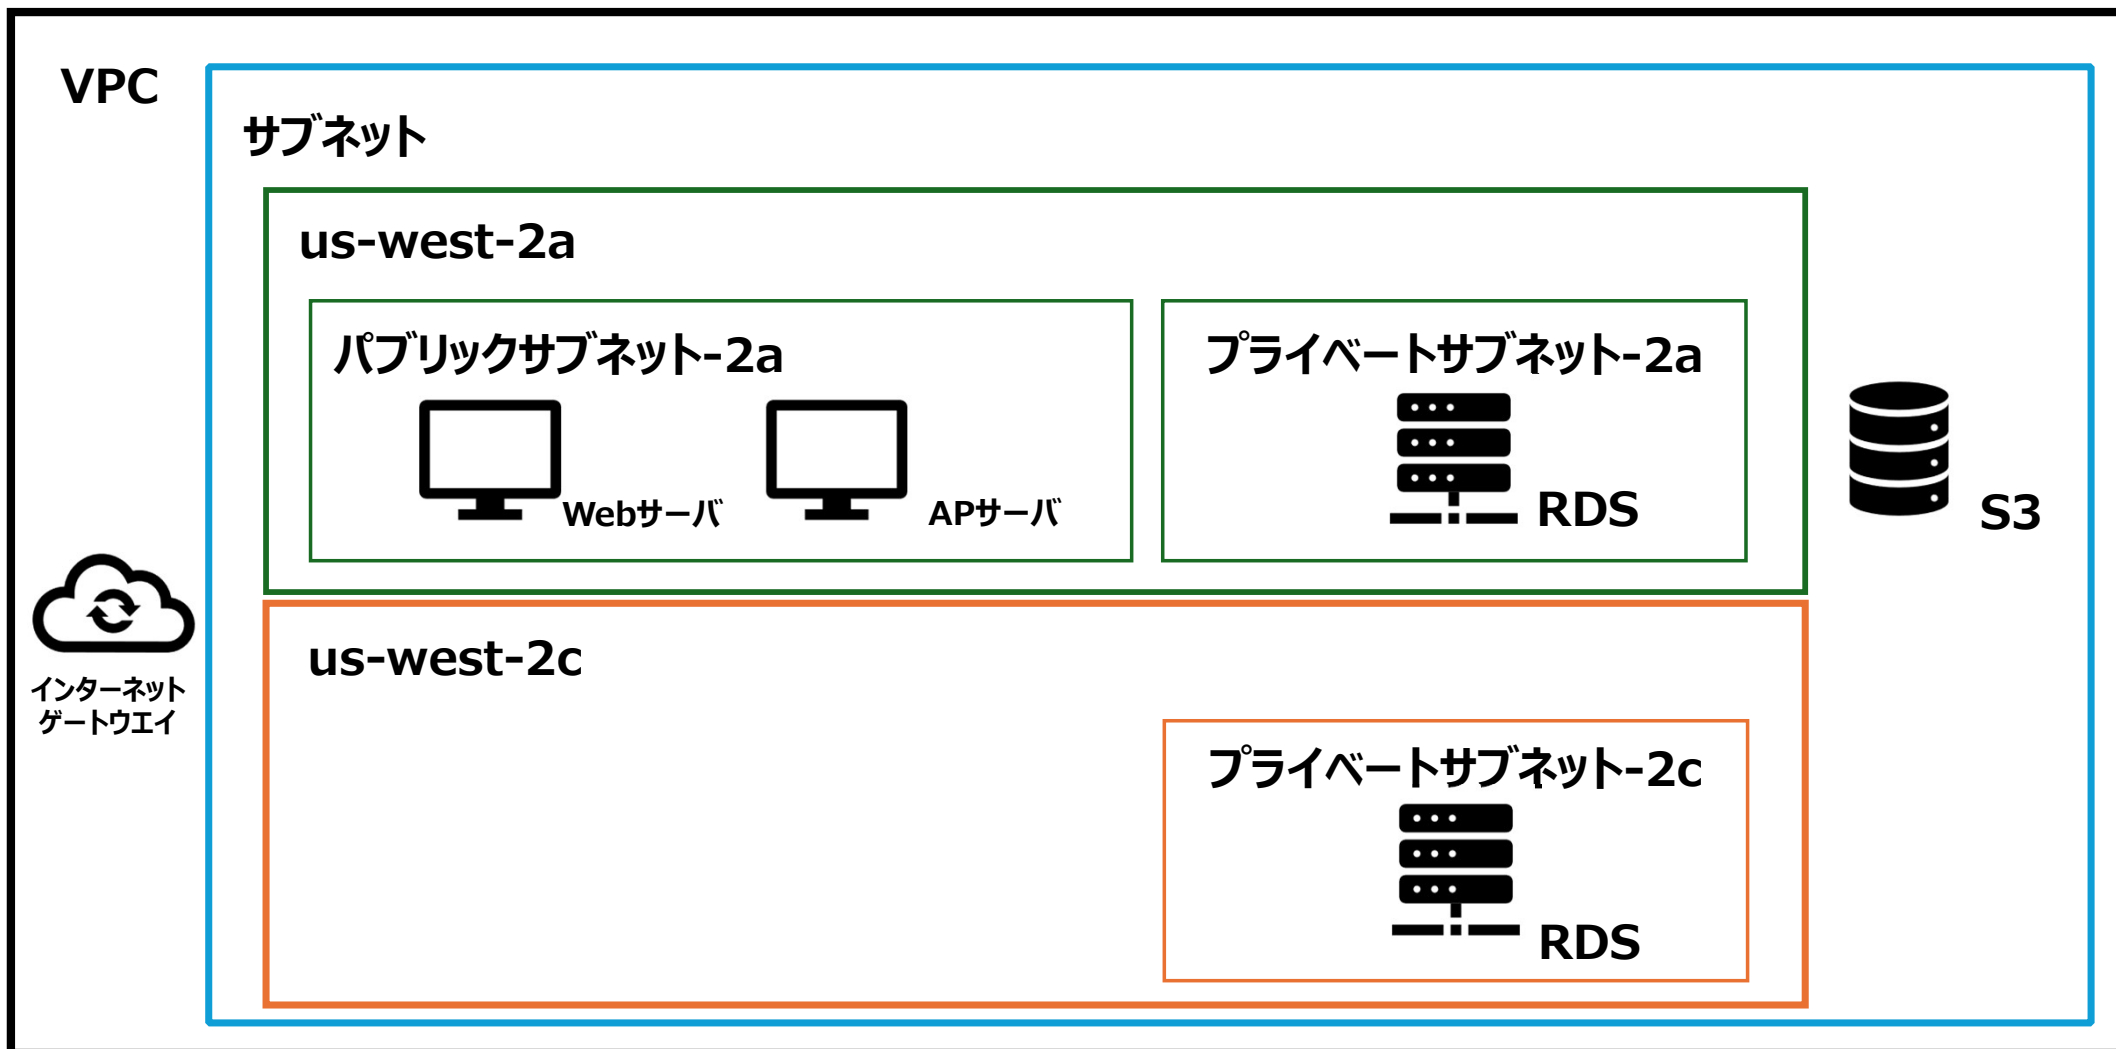 VPC
サブネット
us-west-2a
パブリックサブネット-2a
プライベートサブネット-2a
Webサーバ
APサーバ
RDS
S3
インターネット
ゲートウエイ
us-west-2c
プライベートサブネット-2c
RDS